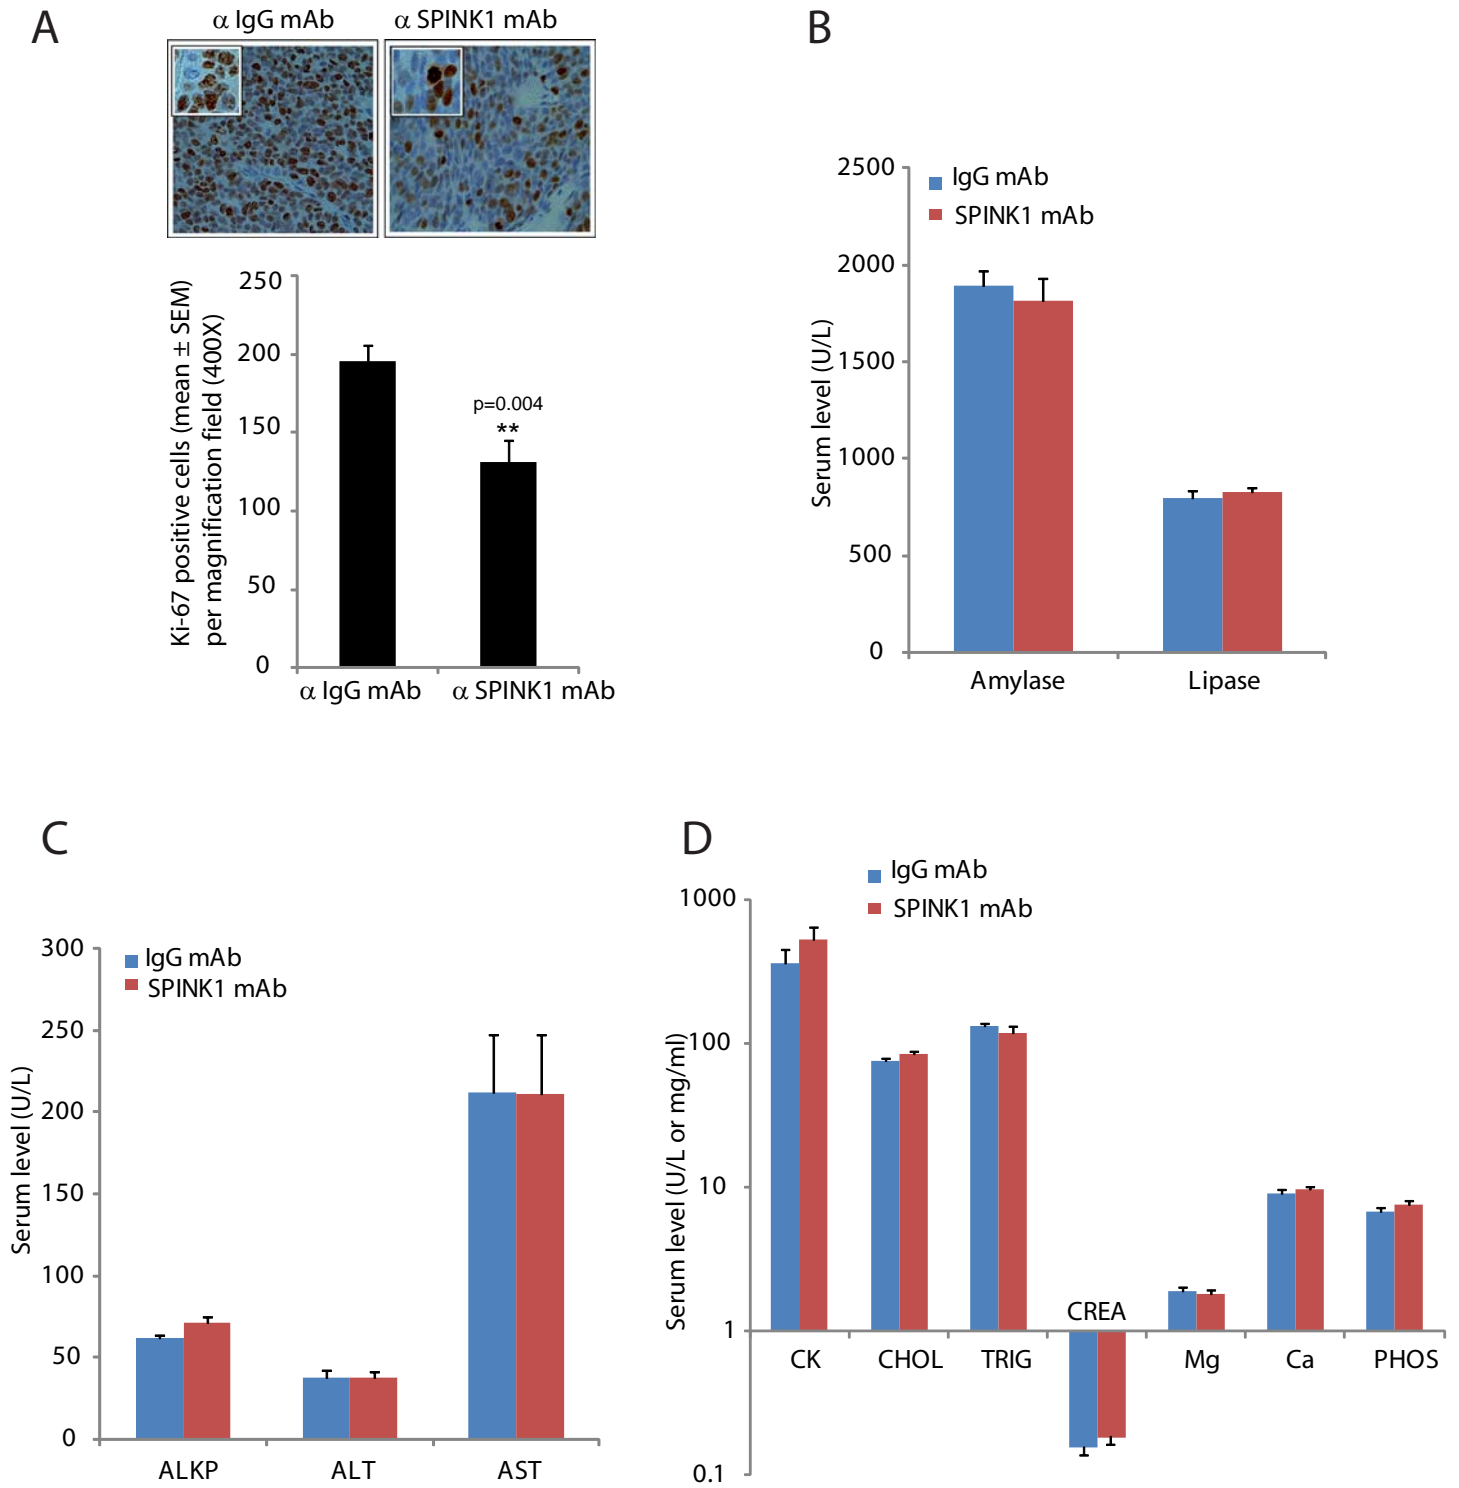 A
α IgG mAb
α SPINK1 mAb
Ki-67 positive cells (mean ± SEM)
per magnification field (400X)
250
200
150
100
50
0
p=0.004
**
α IgG mAb
α SPINK1 mAb
B
IgG mAb
SPINK1 mAb
Serum level (U/L)
2500
2000
1500
1000
500
0
Amylase
Lipase
C
IgG mAb
SPINK1 mAb
Serum level (U/L)
300
250
200
150
100
50
0
ALKP
ALT
AST
D
IgG mAb
SPINK1 mAb
Serum level (U/L or mg/ml)
1000
100
10
1
0.1
CREA
CK
CHOL
TRIG
Mg
Ca
PHOS